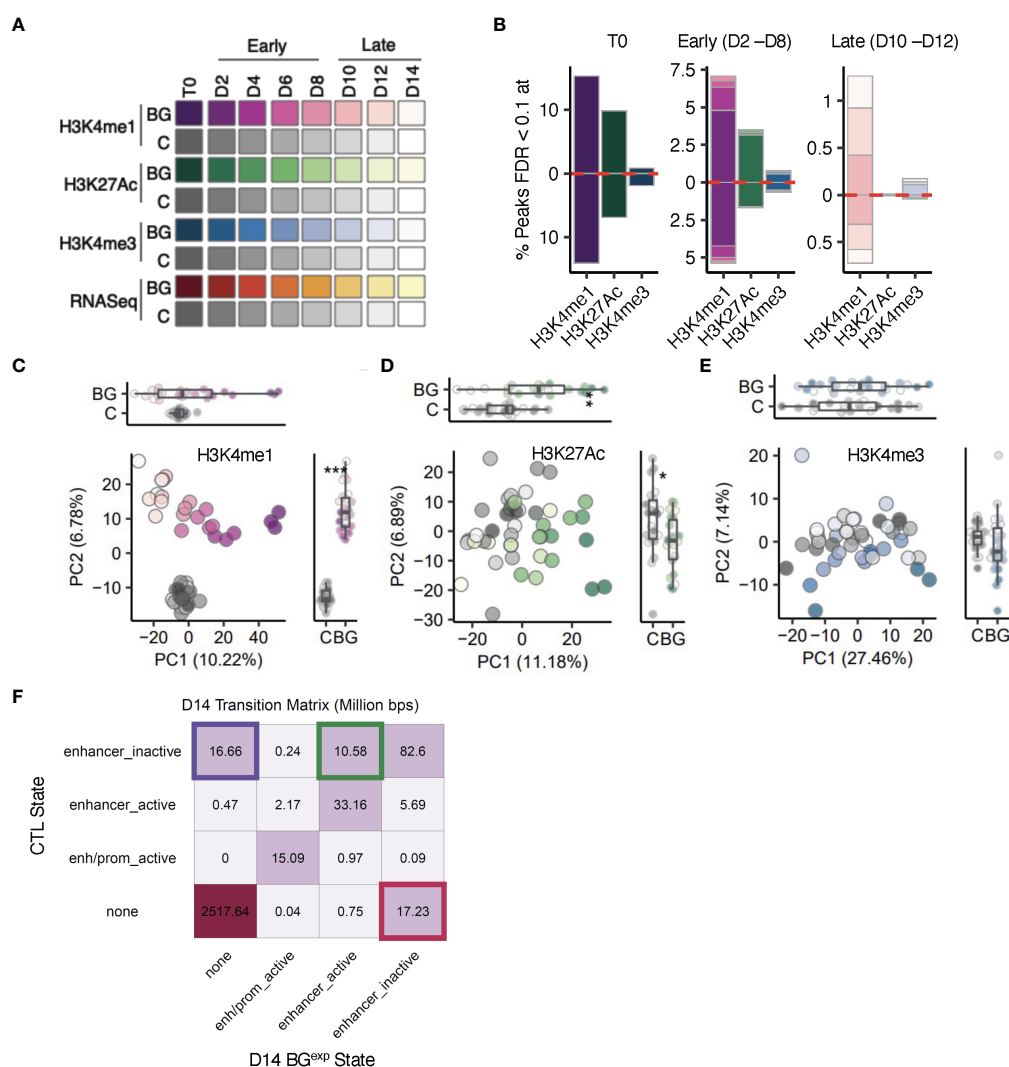 A
Early
Late
T0
D2
D4
D6
D8
D10
D12
D14
H3K4me1
BG
C
H3K27Ac
BG
C
H3K4me3
BG
C
RNASeq
BG
C
B
T0
Early (D2 –D8)
Late (D10 –D12)
% Peaks FDR < 0.1 at
10
0
10
7.5
5
2.5
0
2.5
5
1
0.5
0
0.5
H3K4me1
H3K27Ac
H3K4me3
H3K4me1
H3K27Ac
H3K4me3
H3K4me1
H3K27Ac
H3K4me3
C
BG
C
H3K4me1
***
PC2 (6.78%)
20
10
0
−10
−20
0
20
40
PC1 (10.22%)
CBG
D
BG
C
**
H3K27Ac
*
PC2 (6.89%)
20
10
0
−10
−20
−30
−20
0
20
PC1 (11.18%)
CBG
E
BG
C
H3K4me3
PC2 (7.14%)
20
10
0
−10
−20
−10
0
10
20
PC1 (27.46%)
CBG
F
D14 Transition Matrix (Million bps)
CTL State
enhancer_inactive
16.66
0.24
10.58
82.6
enhancer_active
0.47
2.17
33.16
5.69
enh/prom_active
0
15.09
0.97
0.09
none
2517.64
0.04
0.75
17.23
none
enh/prom_active
enhancer_active
enhancer_inactive
D14 BGexp State